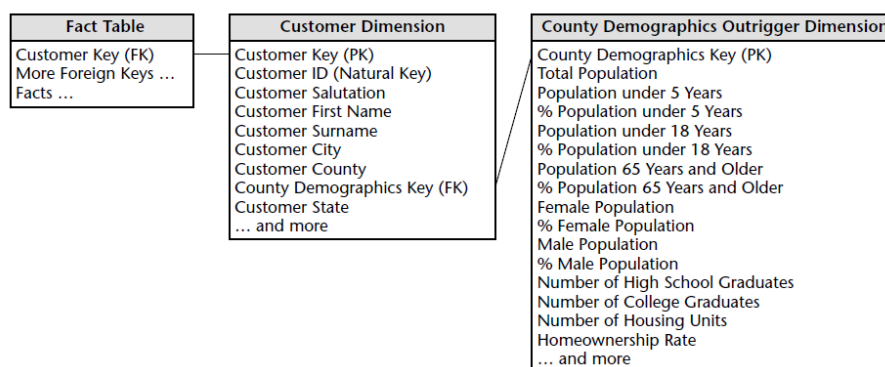 Fact Table
Customer Key (FK)
More Foreign Keys ...
Facts ...
Customer Dimension
Customer Key (PK)
Customer ID (Natural Key)
Customer Salutation
Customer First Name
Customer Surname
Customer City
Customer County
County Demographics Key (FK)
Customer State
... and more
County Demographics Outrigger Dimension
County Demographics Key (PK)
Total Population
Population under 5 Years
% Population under 5 Years
Population under 18 Years
% Population under 18 Years
Population 65 Years and Older
% Population 65 Years and Older
Female Population
% Female Population
Male Population
% Male Population
Number of High School Graduates
Number of College Graduates
Number of Housing Units
Homeownership Rate
... and more